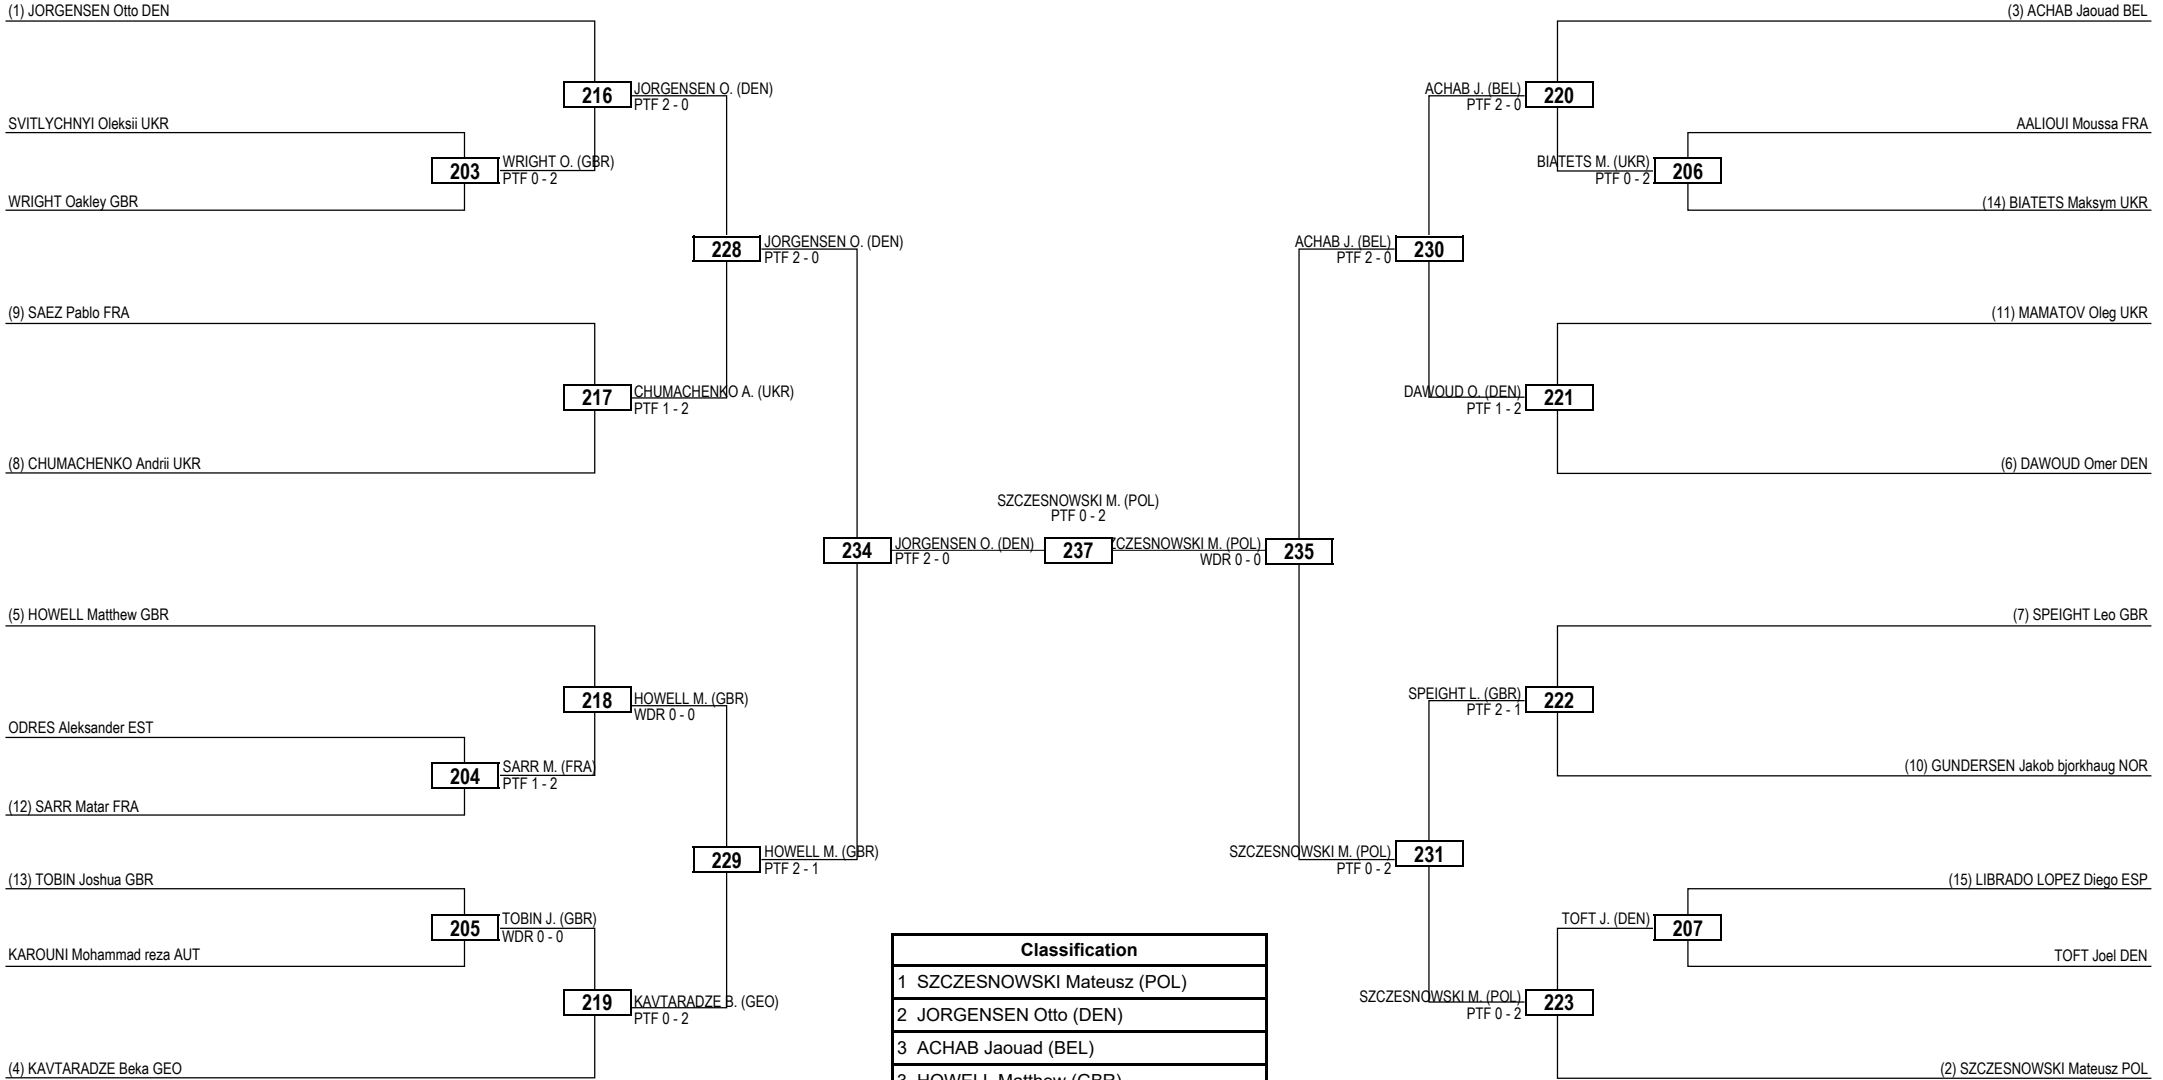 (1) JORGENSEN Otto DEN
216
JORGENSEN O. (DEN)
PTF 2 - 0
SVITLYCHNYI Oleksii UKR
203
WRIGHT O. (GBR)
PTF 0 - 2
WRIGHT Oakley GBR
228
JORGENSEN O. (DEN)
PTF 2 - 0
(9) SAEZ Pablo FRA
217
CHUMACHENKO A. (UKR)
PTF 1 - 2
(8) CHUMACHENKO Andrii UKR
234
JORGENSEN O. (DEN)
PTF 2 - 0
(5) HOWELL Matthew GBR
218
HOWELL M. (GBR)
WDR 0 - 0
ODRES Aleksander EST
204
SARR M. (FRA)
PTF 1 - 2
(12) SARR Matar FRA
229
HOWELL M. (GBR)
PTF 2 - 1
(13) TOBIN Joshua GBR
205
TOBIN J. (GBR)
WDR 0 - 0
KAROUNI Mohammad reza AUT
219
KAVTARADZE B. (GEO)
PTF 0 - 2
(4) KAVTARADZE Beka GEO
SZCZESNOWSKI M. (POL)
PTF 0 - 2
237
ZCZESNOWSKI M. (POL)
WDR 0 - 0
235
(3) ACHAB Jaouad BEL
ACHAB J. (BEL)
PTF 2 - 0
220
AALIOUI Moussa FRA
BIATETS M. (UKR)
PTF 0 - 2
206
(14) BIATETS Maksym UKR
ACHAB J. (BEL)
PTF 2 - 0
230
(11) MAMATOV Oleg UKR
DAWOUD O. (DEN)
PTF 1 - 2
221
(6) DAWOUD Omer DEN
(7) SPEIGHT Leo GBR
SPEIGHT L. (GBR)
PTF 2 - 1
222
(10) GUNDERSEN Jakob bjorkhaug NOR
SZCZESNOWSKI M. (POL)
PTF 0 - 2
231
(15) LIBRADO LOPEZ Diego ESP
TOFT J. (DEN)
207
TOFT Joel DEN
SZCZESNOWSKI M. (POL)
PTF 0 - 2
223
(2) SZCZESNOWSKI Mateusz POL
Classification
1 SZCZESNOWSKI Mateusz (POL)
2 JORGENSEN Otto (DEN)
3 ACHAB Jaouad (BEL)
3 HOWELL Matthew (GBR)